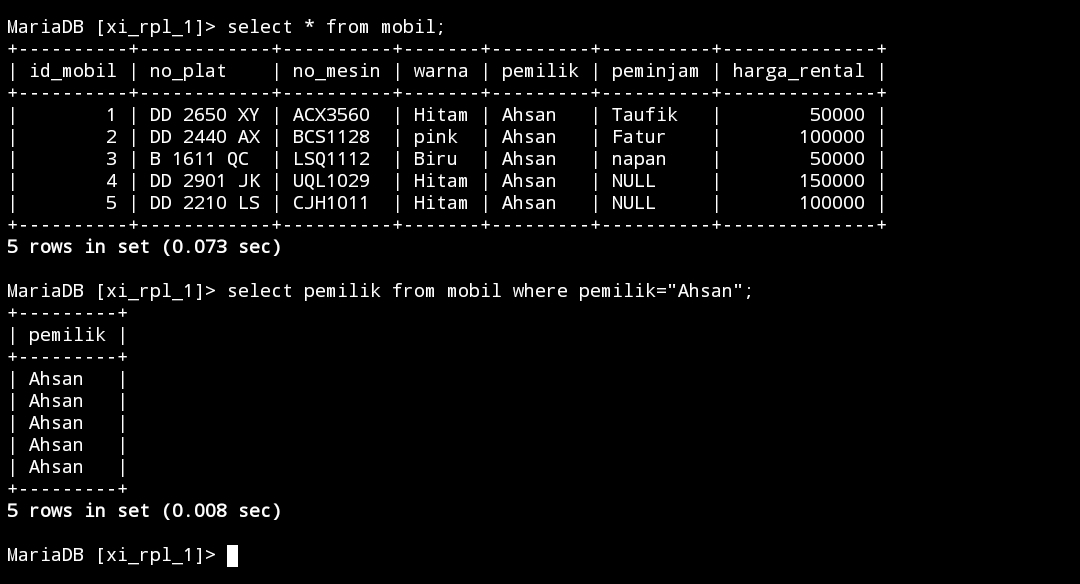 MariaDB [xi_rpl_1]> select * from mobil;
+----------+------------+----------+-------+---------+----------+--------------+
| id_mobil | no_plat    | no_mesin | warna | pemilik | peminjam | harga_rental |
+----------+------------+----------+-------+---------+----------+--------------+
|        1 | DD 2650 XY | ACX3560  | Hitam | Ahsan   | Taufik   |        50000 |
|        2 | DD 2440 AX | BCS1128  | pink  | Ahsan   | Fatur    |       100000 |
|        3 | B 1611 QC  | LSQ1112  | Biru  | Ahsan   | napan    |        50000 |
|        4 | DD 2901 JK | UQL1029  | Hitam | Ahsan   | NULL     |       150000 |
|        5 | DD 2210 LS | CJH1011  | Hitam | Ahsan   | NULL     |       100000 |
+----------+------------+----------+-------+---------+----------+--------------+
5 rows in set (0.073 sec)
MariaDB [xi_rpl_1]> select pemilik from mobil where pemilik="Ahsan";
+---------+
| pemilik |
+---------+
| Ahsan   |
| Ahsan   |
| Ahsan   |
| Ahsan   |
| Ahsan   |
+---------+
5 rows in set (0.008 sec)
MariaDB [xi_rpl_1]>